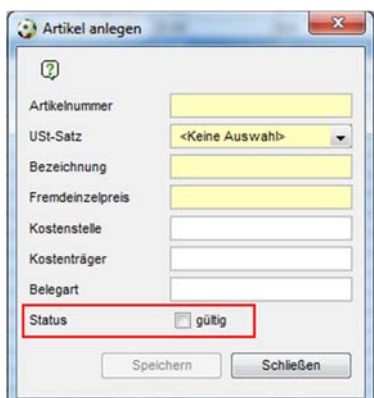 Artikel anlegen
Artikelnummer
USt-Satz <Keine Auswahl>
Bezeichnung
Fremdeinzelpreis
Kostenstelle
Kostenträger
Belegart
Status gültig
Speichern Schließen